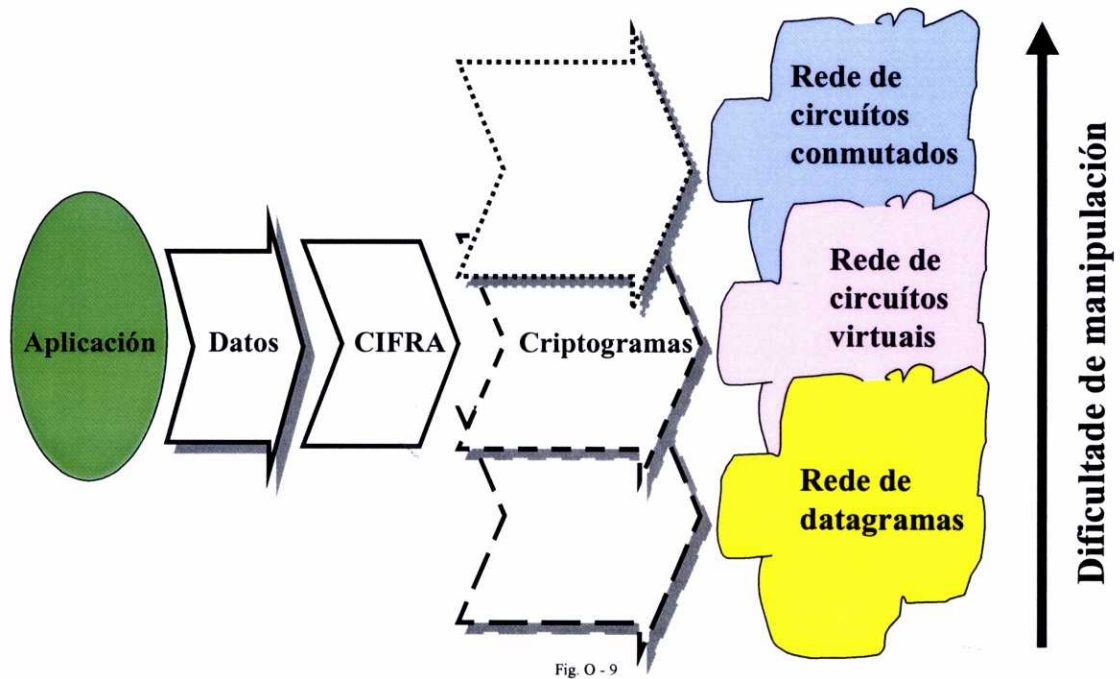 Aplicación
Datos
CIFRA
Criptogramas
Rede de
circuítos
conmutados
Rede de
circuítos
virtuais
Rede de
datagramas
Dificultade de manipulación
Fig. O - 9